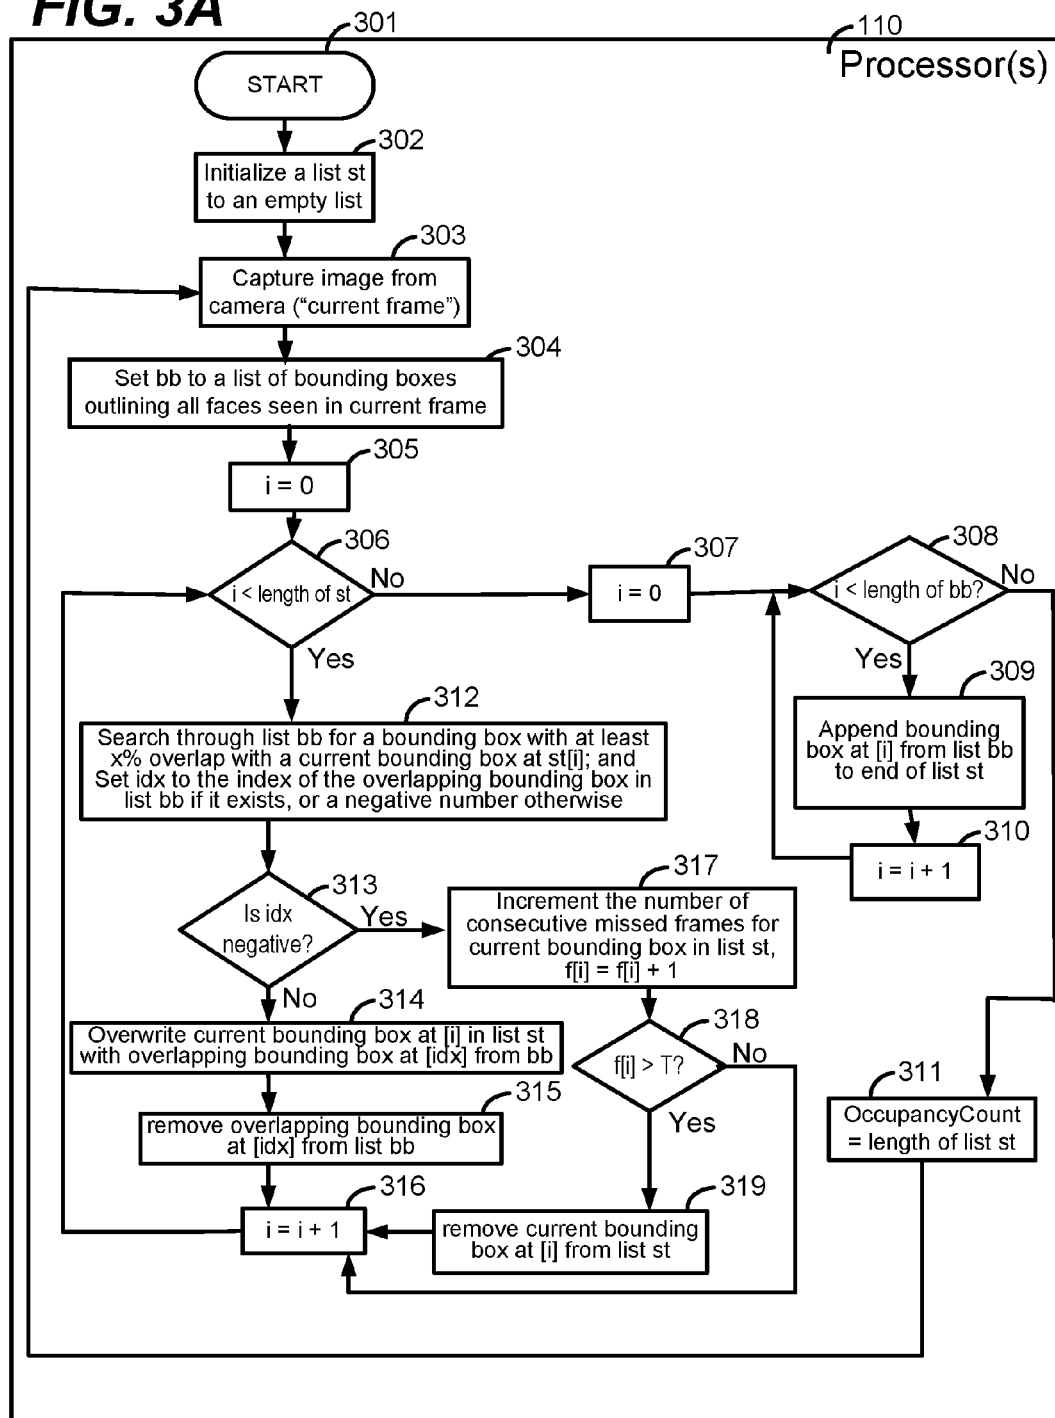 FIG. 3A
301
110
Processor(s)
START
302
Initialize a list st
to an empty list
303
Capture image from
camera (“current frame”)
304
Set bb to a list of bounding boxes
outlining all faces seen in current frame
305
i = 0
306
i < length of st
No
Yes
307
i = 0
308
i < length of bb?
No
Yes
309
Append bounding
box at [i] from list bb
to end of list st
310
i = i + 1
312
Search through list bb for a bounding box with at least
x% overlap with a current bounding box at st[i]; and
Set idx to the index of the overlapping bounding box in
list bb if it exists, or a negative number otherwise
313
Is idx
negative?
Yes
No
317
Increment the number of
consecutive missed frames for
current bounding box in list st,
f[i] = f[i] + 1
314
Overwrite current bounding box at [i] in list st
with overlapping bounding box at [idx] from bb
318
f[i] > T?
No
Yes
315
remove overlapping bounding box
at [idx] from list bb
311
OccupancyCount
= length of list st
316
i = i + 1
319
remove current bounding
box at [i] from list st